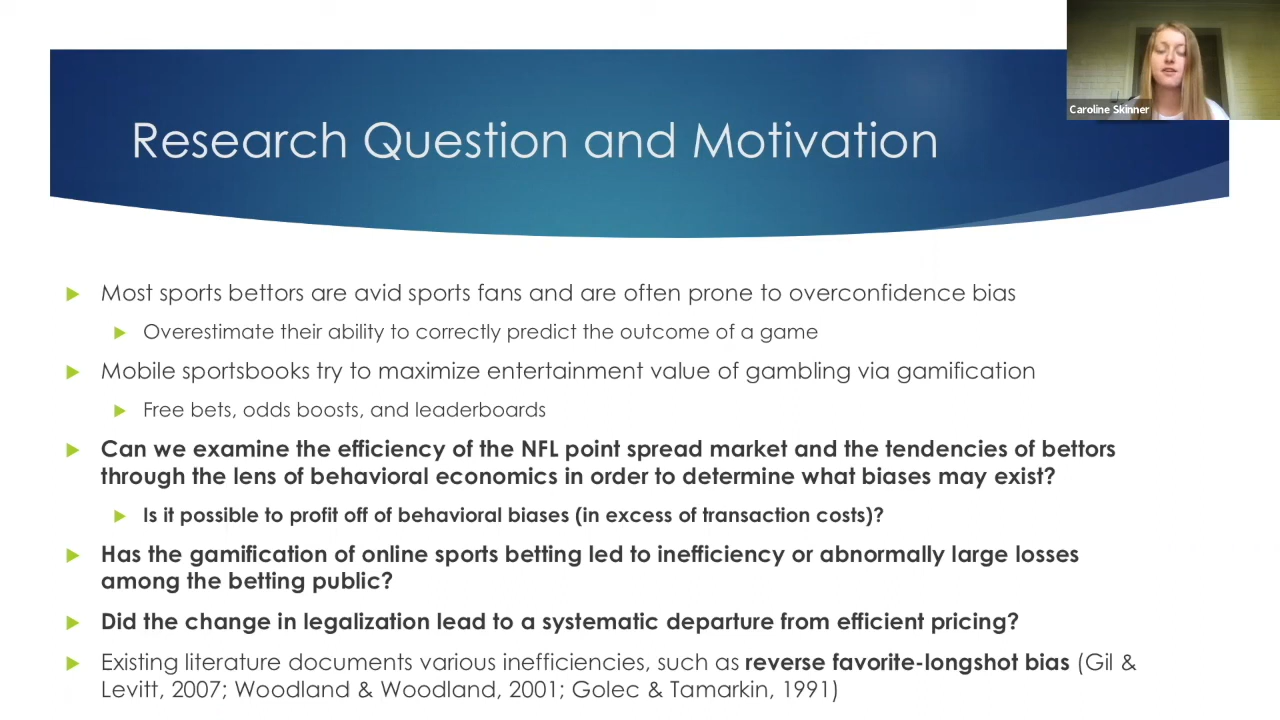 Research Question and Motivation
Caroline Skinner
Most sports bettors are avid sports fans and are often prone to overconfidence bias
Overestimate their ability to correctly predict the outcome of a game
Mobile sportsbooks try to maximize entertainment value of gambling via gamification
Free bets, odds boosts, and leaderboards
Can we examine the efficiency of the NFL point spread market and the tendencies of bettors
through the lens of behavioral economics in order to determine what biases may exist?
Is it possible to profit off of behavioral biases (in excess of transaction costs)?
Has the gamification of online sports betting led to inefficiency or abnormally large losses
among the betting public?
Did the change in legalization lead to a systematic departure from efficient pricing?
Existing literature documents various inefficiencies, such as reverse favorite-longshot bias (Gil &
Levitt, 2007; Woodland & Woodland, 2001; Golec & Tamarkin, 1991)